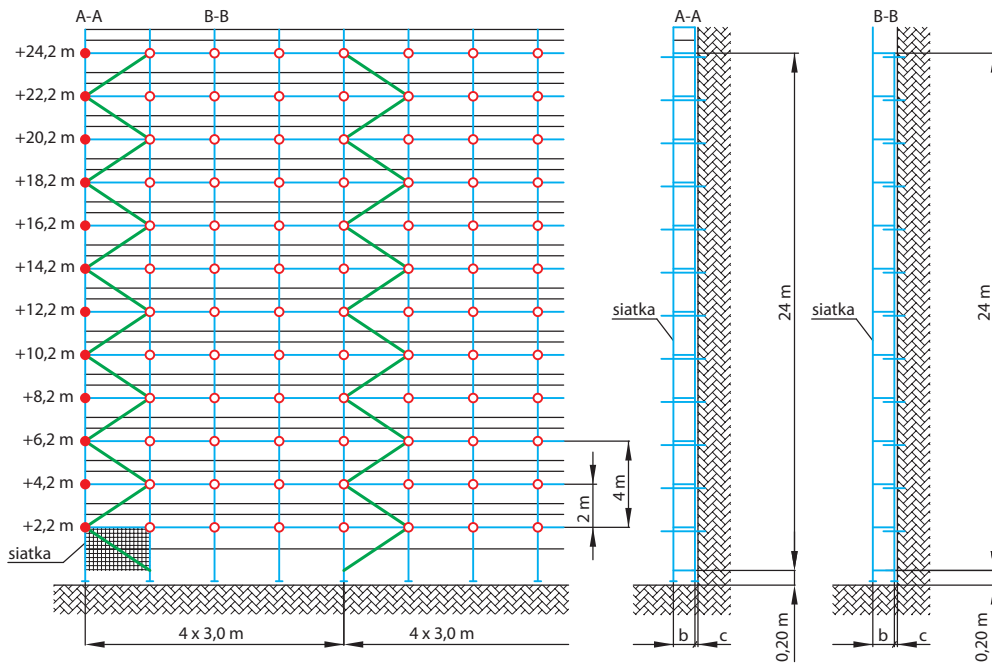 A-A
B-B
+24,2 m
+22,2 m
+20,2 m
+18,2 m
+16,2 m
+14,2 m
+12,2 m
+10,2 m
+8,2 m
+6,2 m
+4,2 m
+2,2 m
siatka
2 m
4 m
4 x 3,0 m
4 x 3,0 m
A-A
siatka
24 m
b
c
0,20 m
B-B
siatka
24 m
b
c
0,20 m